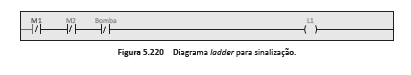 M1 M2 Bomba L1
Figura 5.220 Diagrama ladder para sinalização.